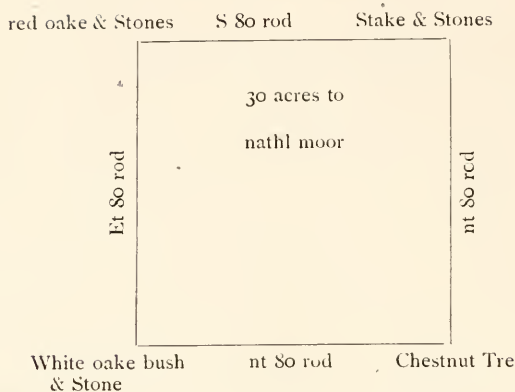 red oake & Stones S 80 rod Stake & Stones
30 acres to
nathl moor
Et 80 rod
nt 80 rod
White oake bush nt 80 rod Chestnut Tre
& Stone